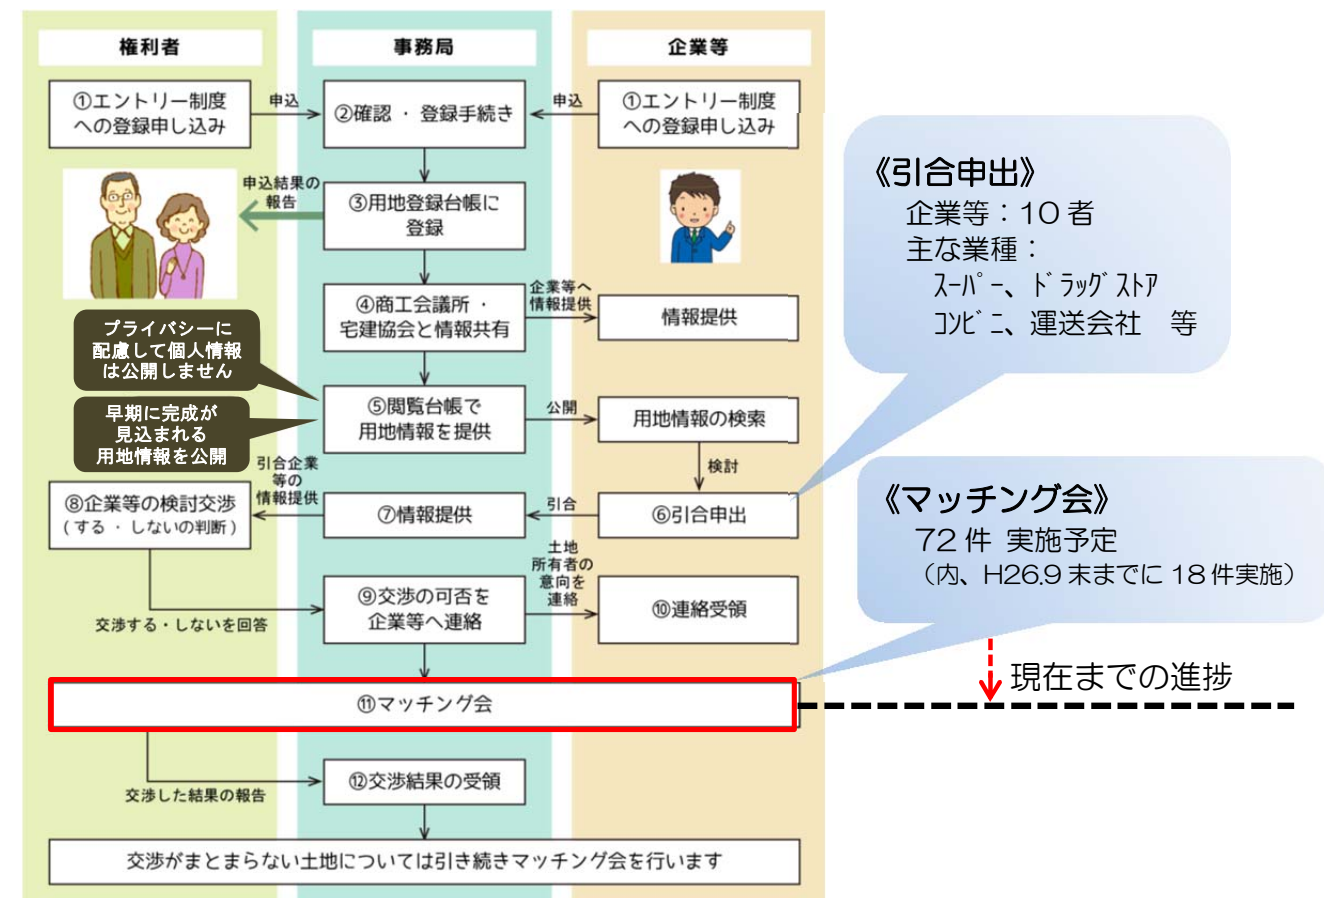 権利者
事務局
企業等
①エントリー制度
への登録申し込み
申込
②確認 ・ 登録手続き
申込
①エントリー制度
への登録申し込み
申込結果の
報告
③用地登録台帳に
登録
④商工会議所 ・
宅建協会と情報共有
企業等へ
情報提供
情報提供
プライバシーに
配慮して個人情報
は公開しません
早期に完成が
見込まれる
用地情報を公開
⑤閲覧台帳で
用地情報を提供
公開
用地情報の検索
検討
⑥引合申出
引合
⑦情報提供
引合企業
等の
情報提供
⑧企業等の検討交渉
( する ・ しないの判断 )
交渉する・しないを回答
⑨交渉の可否を
企業等へ連絡
土地
所有者の
意向を
連絡
⑩連絡受領
⑪マッチング会
交渉した結果の報告
⑫交渉結果の受領
交渉がまとまらない土地については引き続きマッチング会を行います
《引合申出》
企業等：10 者
主な業種：
ｽｰﾊﾟｰ、ﾄﾞﾗｯｸﾞｽﾄｱ
ｺﾝﾋﾞﾆ、運送会社　等
《マッチング会》
72 件 実施予定
（内、H26.9 末までに 18 件実施）
現在までの進捗